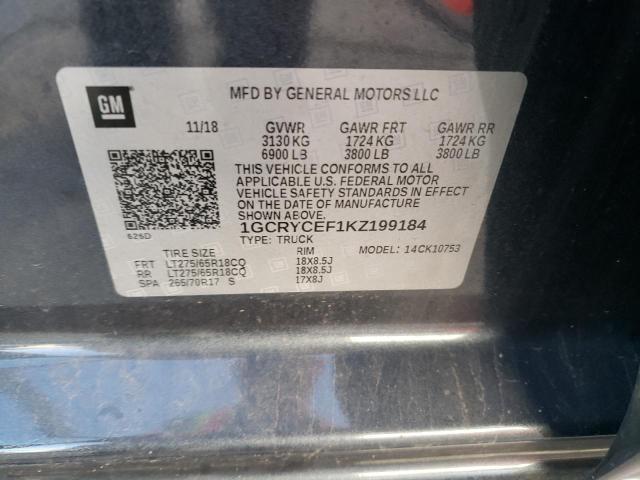 GM
MFD BY GENERAL MOTORS LLC
11/18 GVWR GAWR FRT GAWR RR
3130 KG 1724 KG 1724 KG
6900 LB 3800 LB 3800 LB
THIS VEHICLE CONFORMS TO ALL
APPLICABLE U.S. FEDERAL MOTOR
VEHICLE SAFETY STANDARDS IN EFFECT
ON THE DATE OF MANUFACTURE
SHOWN ABOVE.
1GCRYCEF1KZ199184
TYPE: TRUCK MODEL: 14CK10753
TIRE SIZE RIM
FRT LT275/65R18CQ 18X8.5J
RR LT275/65R18CQ 18X8.5J
SPA 265/70R17 S 17X8J